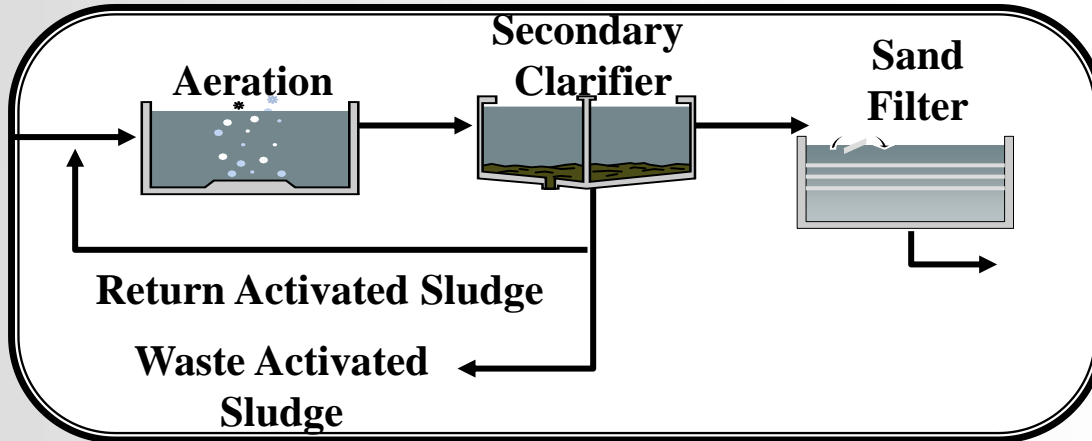 Aeration
Secondary
Clarifier
Sand
Filter
Return Activated Sludge
Waste Activated
Sludge